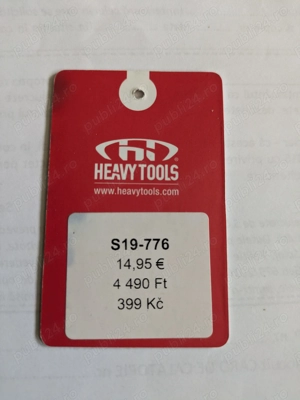 HEAVY TOOLS®
www.heavytools.com
S19-776
14,95 €
4 490 Ft
399 Kč